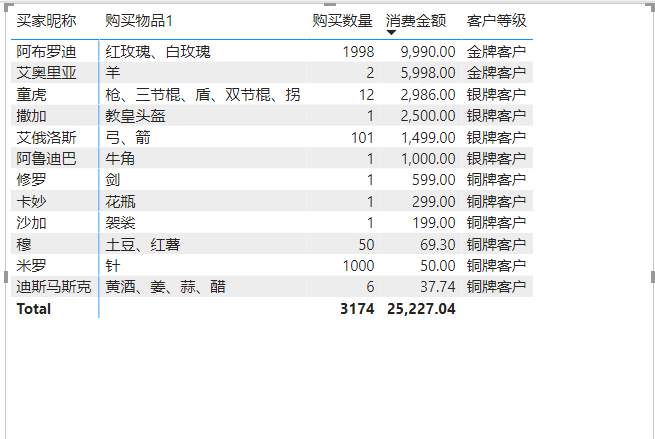 买家昵称 购买物品1 购买数量 消费金额 客户等级
阿布罗迪 红玫瑰、白玫瑰 1998 9,990.00 金牌客户
艾奥里亚 羊 2 5,998.00 金牌客户
童虎 枪、三节棍、盾、双节棍、拐 12 2,986.00 银牌客户
撒加 教皇头盔 1 2,500.00 银牌客户
艾俄洛斯 弓、箭 101 1,499.00 银牌客户
阿鲁迪巴 牛角 1 1,000.00 银牌客户
修罗 剑 1 599.00 铜牌客户
卡妙 花瓶 1 299.00 铜牌客户
沙加 袈裟 1 199.00 铜牌客户
穆 土豆、红薯 50 69.30 铜牌客户
米罗 针 1000 50.00 铜牌客户
迪斯马斯克 黄酒、姜、蒜、醋 6 37.74 铜牌客户
Total 3174 25,227.04